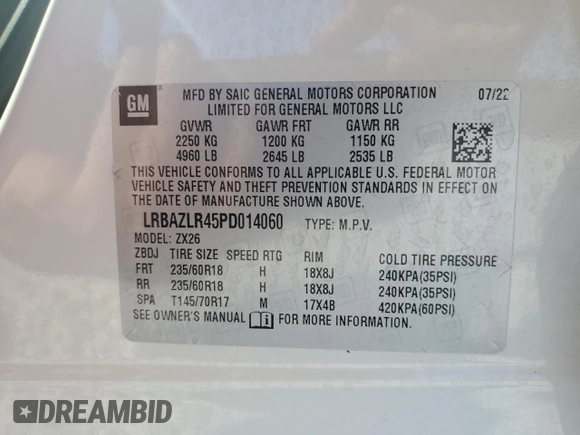 GM
MFD BY SAIC GENERAL MOTORS CORPORATION 07/22
LIMITED FOR GENERAL MOTORS LLC
GVWR GAWR FRT GAWR RR
2250 KG 1200 KG 1150 KG
4960 LB 2645 LB 2535 LB
THIS VEHICLE CONFORMS TO ALL APPLICABLE U.S. FEDERAL MOTOR
VEHICLE SAFETY AND THEFT PREVENTION STANDARDS IN EFFECT ON
THE DATE OF MANUFACTURE SHOWN ABOVE.
LRBAZLR45PD014060 TYPE: M.P.V.
MODEL: ZX26
ZBDJ TIRE SIZE SPEED RTG RIM COLD TIRE PRESSURE
FRT 235/60R18 H 18X8J 240KPA(35PSI)
RR 235/60R18 H 18X8J 240KPA(35PSI)
SPA T145/70R17 M 17X4B 420KPA(60PSI)
SEE OWNER'S MANUAL FOR MORE INFORMATION.
DREAMBID